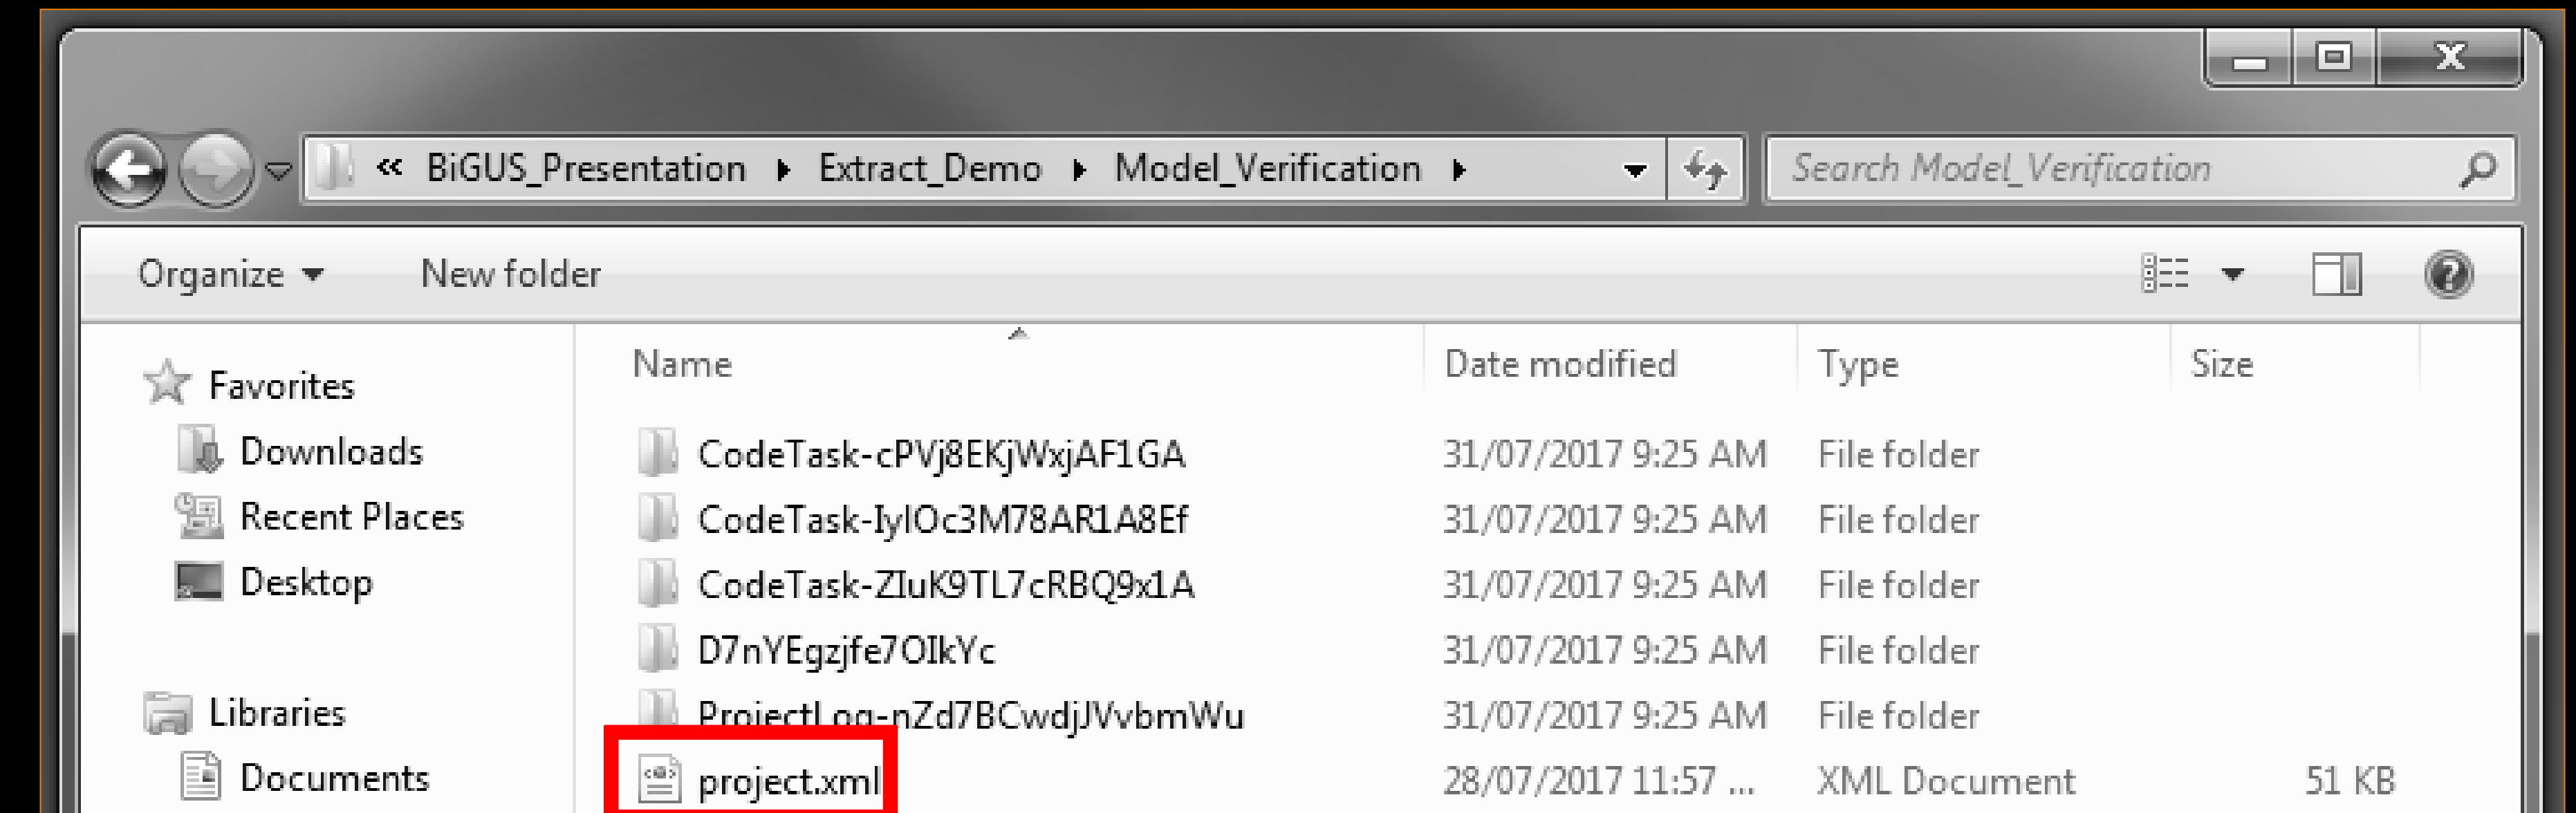 « BiGUS_Presentation ▸ Extract_Demo ▸ Model_Verification ▸ Search Model_Verification
Organize New folder
Name Date modified Type Size
Favorites
Downloads
Recent Places
Desktop
Libraries
Documents
CodeTask-cPVj8EKjWxjAF1GA 31/07/2017 9:25 AM File folder
CodeTask-IylOc3M78AR1A8Ef 31/07/2017 9:25 AM File folder
CodeTask-ZIuK9TL7cRBQ9x1A 31/07/2017 9:25 AM File folder
D7nYEgzjfe7OIkYc 31/07/2017 9:25 AM File folder
ProjectLog-nZd7BCwdjJVvbmWu 31/07/2017 9:25 AM File folder
project.xml 28/07/2017 11:57 ... XML Document 51 KB